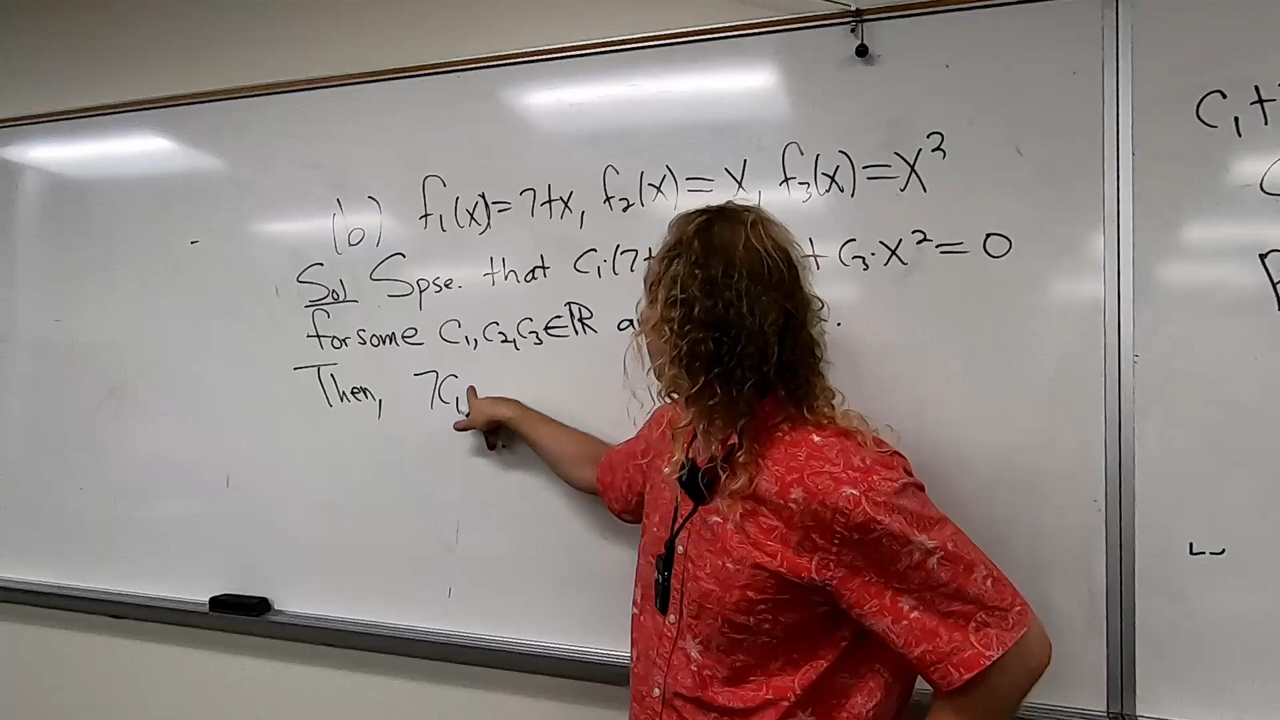 (b) f₁(x)=7+x, f₂(x)=x, f₃(x)=x²
Sol Spse. that C₁·(7+ + C₃·x²=0
for some C₁,C₂,C₃∈ℝ a
Then, 7C₁
C₁+